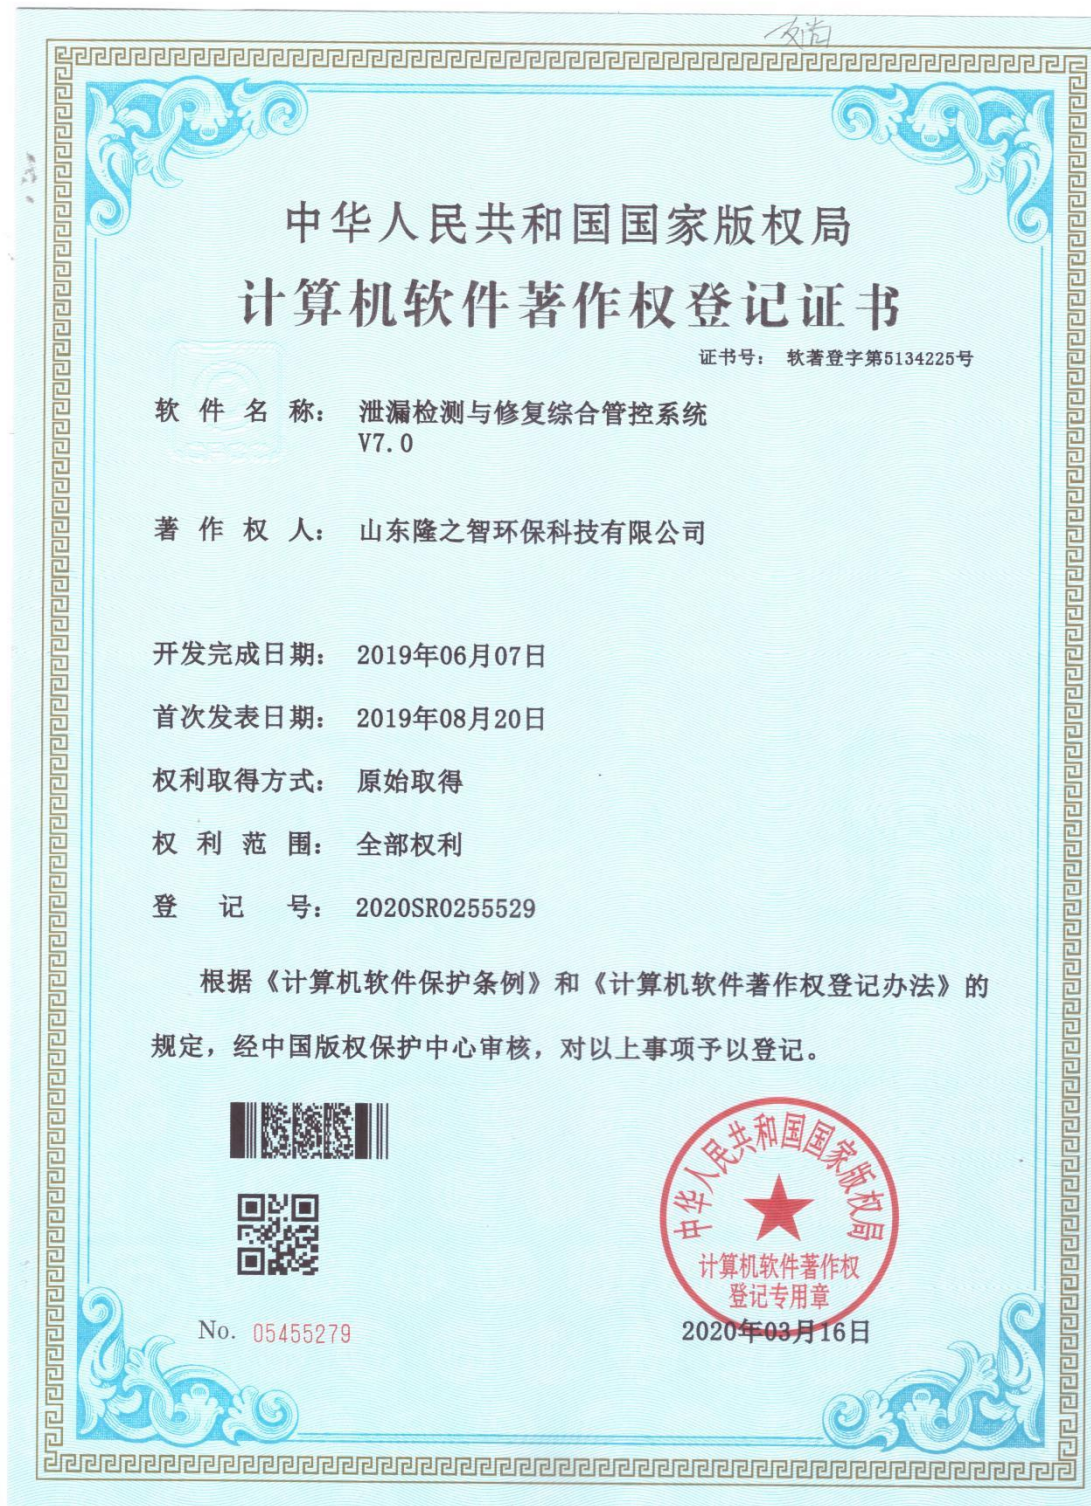 中华人民共和国国家版权局
计算机软件著作权登记证书
证书号： 软著登字第5134225号
软件名称： 泄漏检测与修复综合管控系统
V7.0
著作权人： 山东隆之智环保科技有限公司
开发完成日期： 2019年06月07日
首次发表日期： 2019年08月20日
权利取得方式： 原始取得
权利范围： 全部权利
登记号： 2020SR0255529
根据《计算机软件保护条例》和《计算机软件著作权登记办法》的
规定，经中国版权保护中心审核，对以上事项予以登记。
中华人民共和国国家版权局
计算机软件著作权
登记专用章
No. 05455279
2020年03月16日